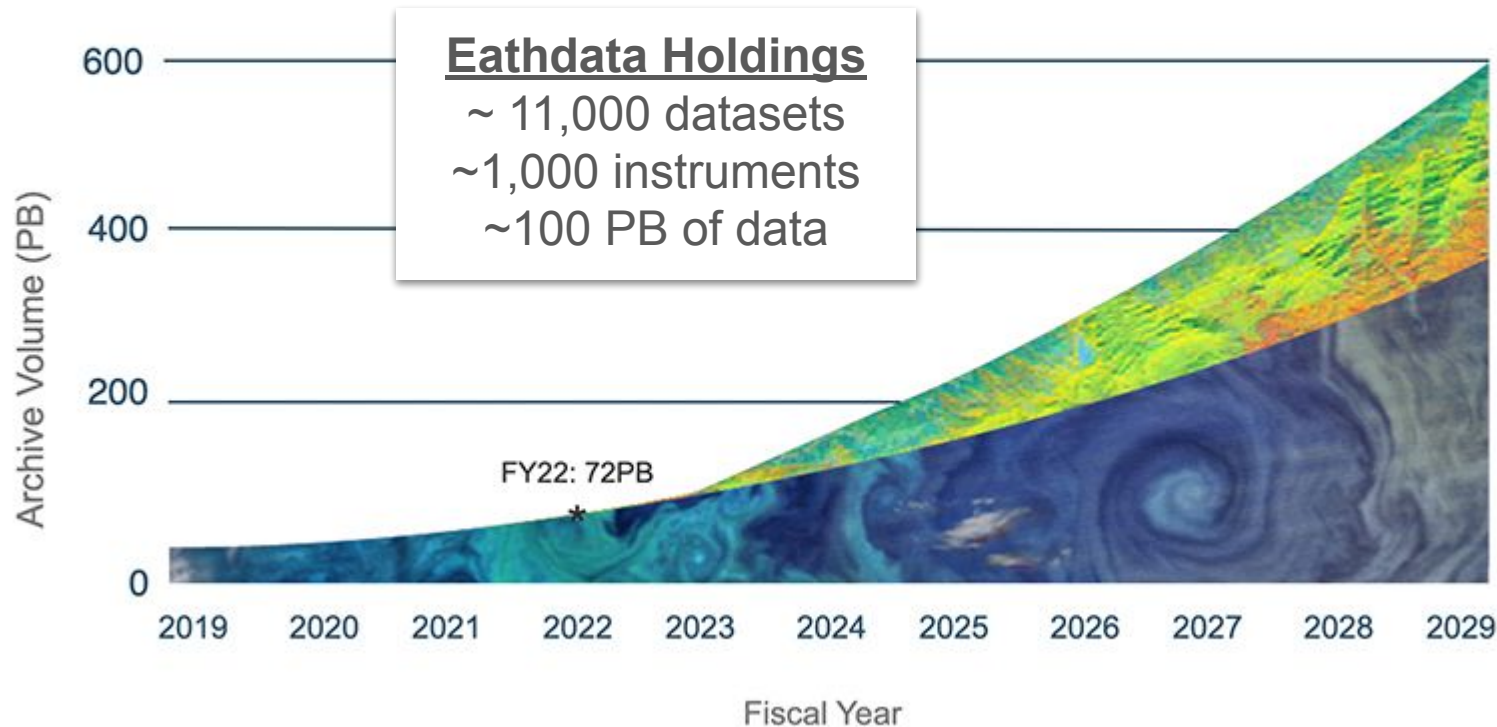 Eathdata Holdings
~ 11,000 datasets
~1,000 instruments
~100 PB of data
600
400
200
0
Archive Volume (PB)
FY22: 72PB
*
2019 2020 2021 2022 2023 2024 2025 2026 2027 2028 2029
Fiscal Year